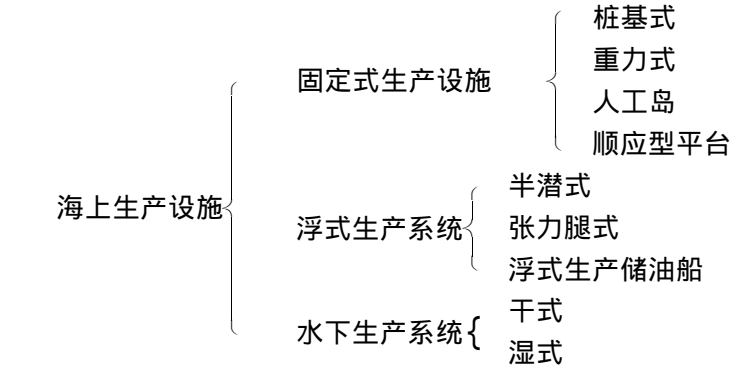 海上生产设施
固定式生产设施
桩基式
重力式
人工岛
顺应型平台
浮式生产系统
半潜式
张力腿式
浮式生产储油船
水下生产系统
干式
湿式